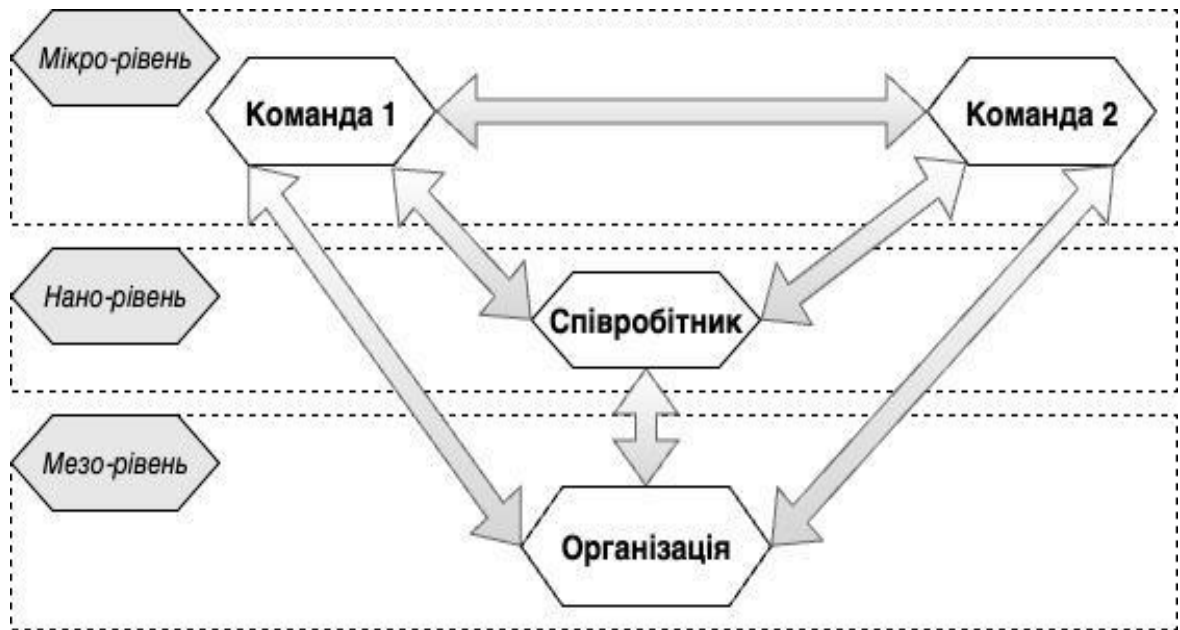 Мікро-рівень
Команда 1
Команда 2
Нано-рівень
Співробітник
Мезо-рівень
Організація